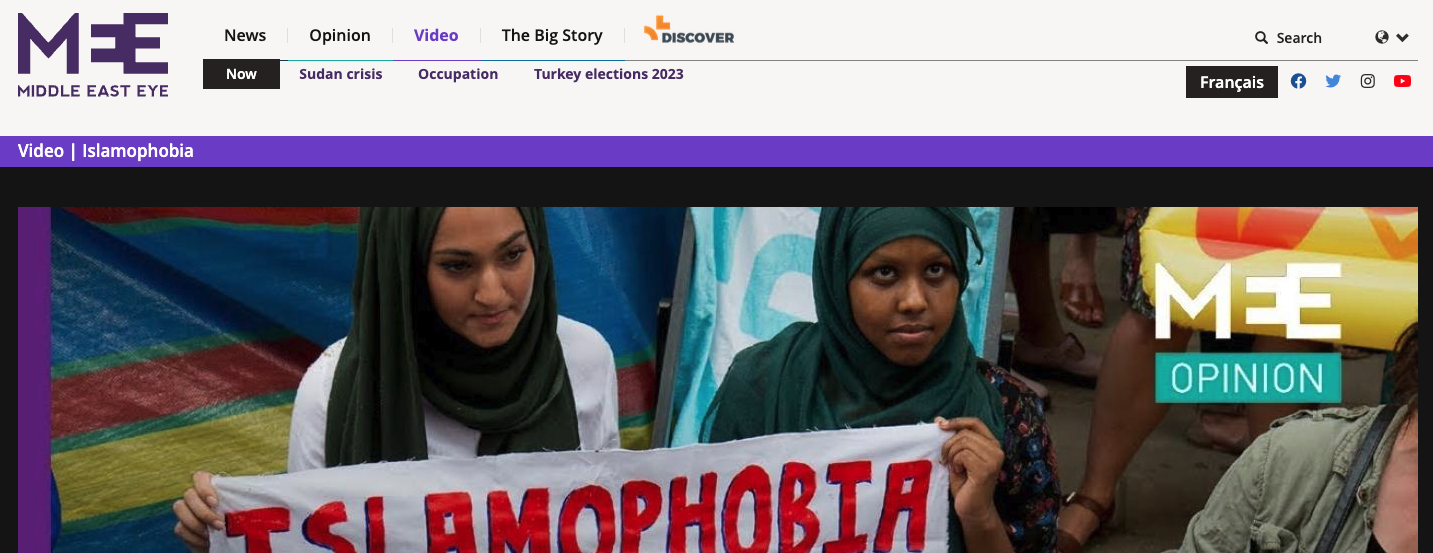 MEE
MIDDLE EAST EYE
News
Opinion
Video
The Big Story
DISCOVER
Search
Now
Sudan crisis
Occupation
Turkey elections 2023
Français
Video | Islamophobia
MEE
OPINION
ISLAMOPHOBIA